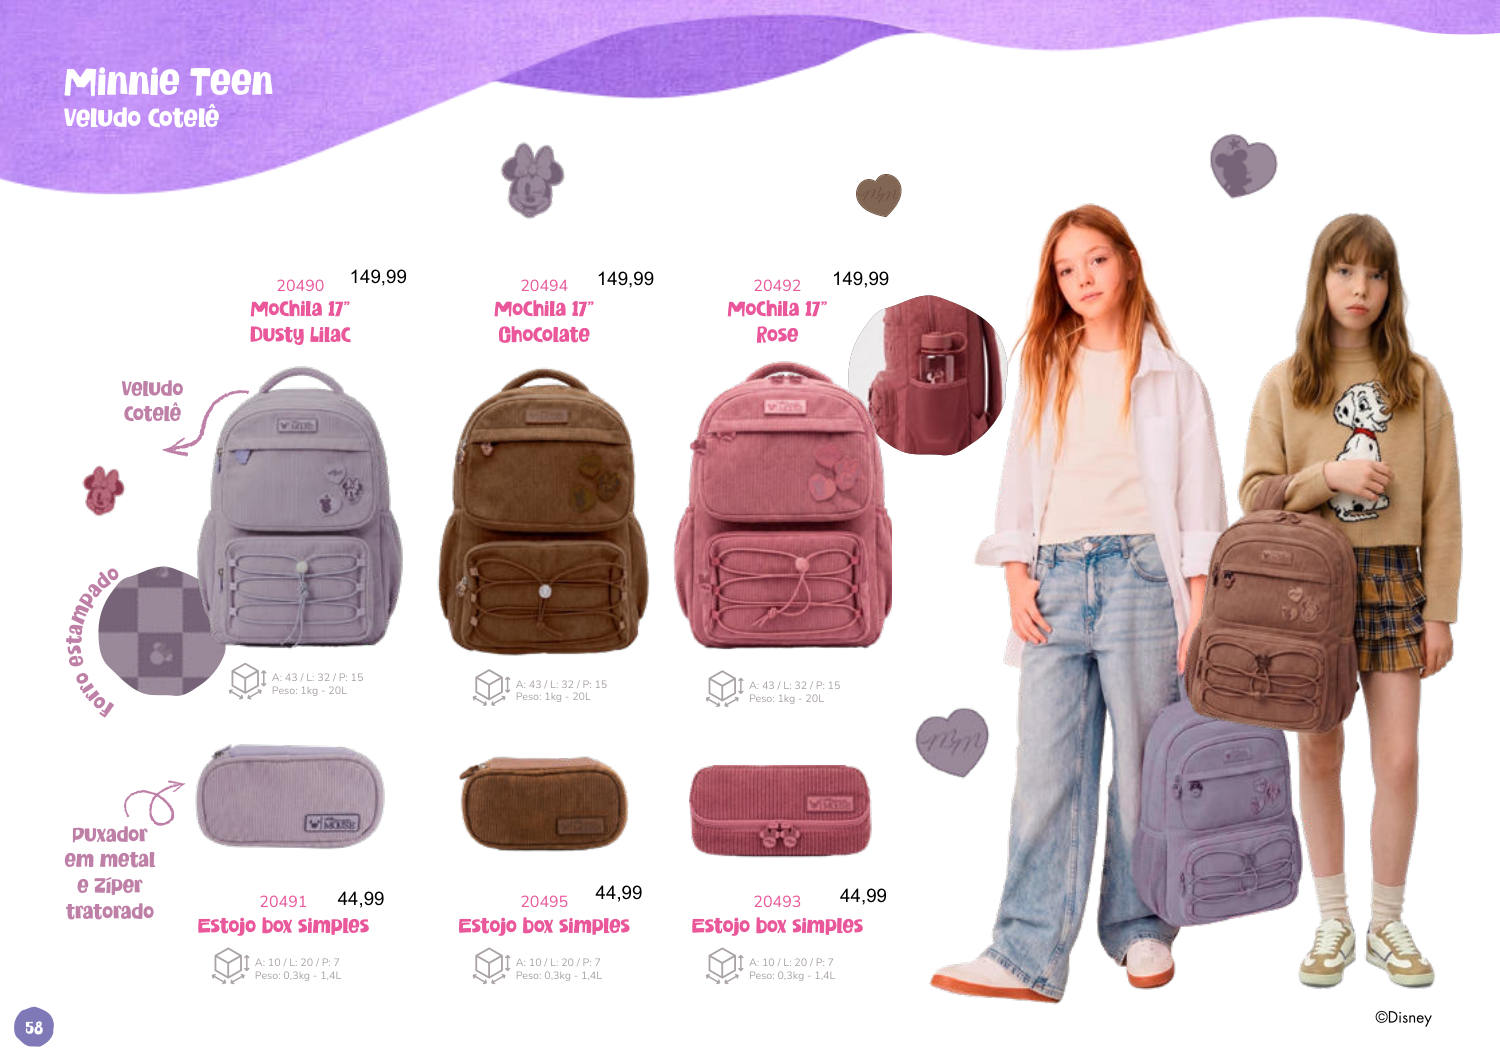 Minnie Teen
Veludo Cotelê
20490 149,99
Mochila 17”
Dusty Lilac
20494 149,99
Mochila 17”
Chocolate
20492 149,99
Mochila 17”
Rose
Veludo
Cotelê
Forro estampado
A: 43 / L: 32 / P: 15
Peso: 1kg - 20L
A: 43 / L: 32 / P: 15
Peso: 1kg - 20L
A: 43 / L: 32 / P: 15
Peso: 1kg - 20L
Puxador
em metal
e Zíper
tratorado
MOUSE
20491 44,99
Estojo box simples
A: 10 / L: 20 / P: 7
Peso: 0,3kg - 1,4L
20495 44,99
Estojo box simples
A: 10 / L: 20 / P: 7
Peso: 0,3kg - 1,4L
20493 44,99
Estojo box simples
A: 10 / L: 20 / P: 7
Peso: 0,3kg - 1,4L
MM
58
©Disney